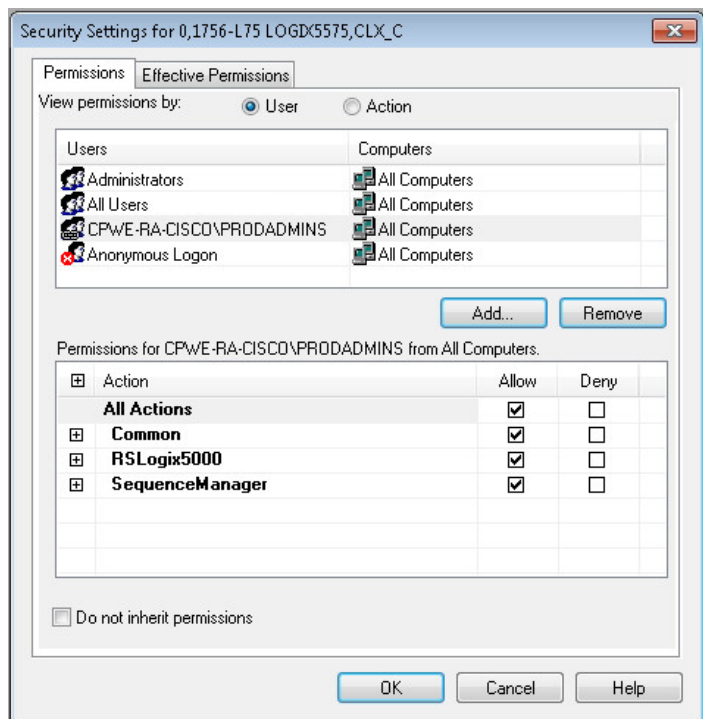 Security Settings for 0,1756-L75 LOGIX5575,CLX_C
Permissions Effective Permissions
View permissions by: User Action
Users Computers
Administrators All Computers
All Users All Computers
CPWE-RA-CISCO\PRODADMINS All Computers
Anonymous Logon All Computers
Add... Remove
Permissions for CPWE-RA-CISCO\PRODADMINS from All Computers.
Action Allow Deny
All Actions
Common
RSLogix5000
SequenceManager
Do not inherit permissions
OK Cancel Help